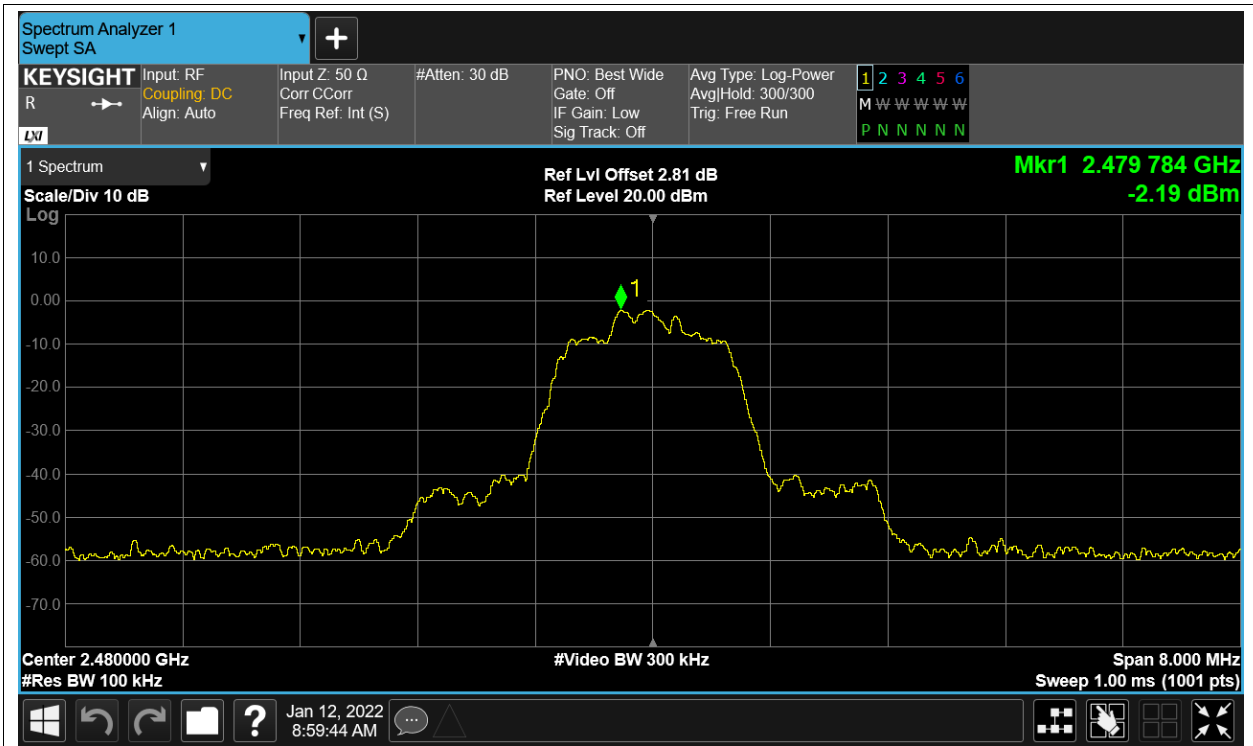 Spectrum Analyzer 1
Swept SA
KEYSIGHT
R
LXI
Input: RF
Coupling: DC
Align: Auto
Input Z: 50 Ω
Corr CCorr
Freq Ref: Int (S)
#Atten: 30 dB
PNO: Best Wide
Gate: Off
IF Gain: Low
Sig Track: Off
Avg Type: Log-Power
Avg|Hold: 300/300
Trig: Free Run
1 2 3 4 5 6
M W W W W W
P N N N N N
1 Spectrum
Scale/Div 10 dB
Log
Ref Lvl Offset 2.81 dB
Ref Level 20.00 dBm
Mkr1 2.479 784 GHz
-2.19 dBm
1
10.0
0.00
-10.0
-20.0
-30.0
-40.0
-50.0
-60.0
-70.0
Center 2.480000 GHz
#Res BW 100 kHz
#Video BW 300 kHz
Span 8.000 MHz
Sweep 1.00 ms (1001 pts)
?
Jan 12, 2022
8:59:44 AM